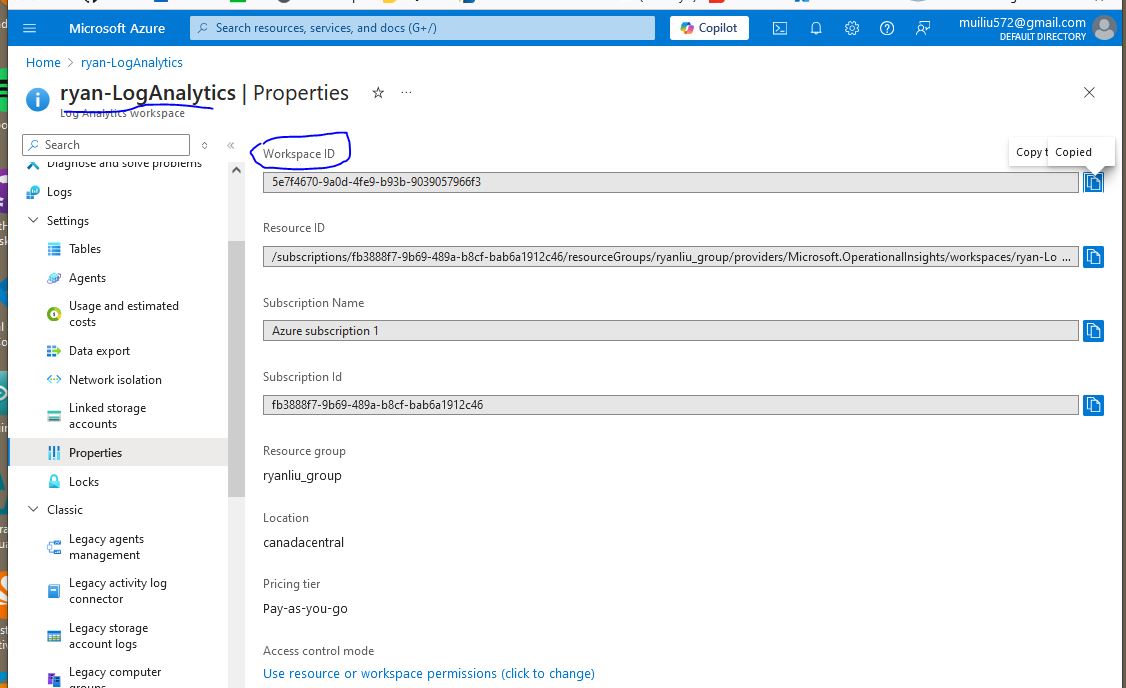 Microsoft Azure
Search resources, services, and docs (G+/)
Copilot
muiliu572@gmail.com
DEFAULT DIRECTORY
Home > ryan-LogAnalytics
ryan-LogAnalytics | Properties
Log Analytics workspace
Search
Diagnose and solve problems
Logs
Settings
Tables
Agents
Usage and estimated
costs
Data export
Network isolation
Linked storage
accounts
Properties
Locks
Classic
Legacy agents
management
Legacy activity log
connector
Legacy storage
account logs
Legacy computer
groups
Workspace ID
Copy t
Copied
5e7f4670-9a0d-4fe9-b93b-9039057966f3
Resource ID
/subscriptions/fb3888f7-9b69-489a-b8cf-bab6a1912c46/resourceGroups/ryanliu_group/providers/Microsoft.OperationalInsights/workspaces/ryan-Lo ...
Subscription Name
Azure subscription 1
Subscription Id
fb3888f7-9b69-489a-b8cf-bab6a1912c46
Resource group
ryanliu_group
Location
canadacentral
Pricing tier
Pay-as-you-go
Access control mode
Use resource or workspace permissions (click to change)